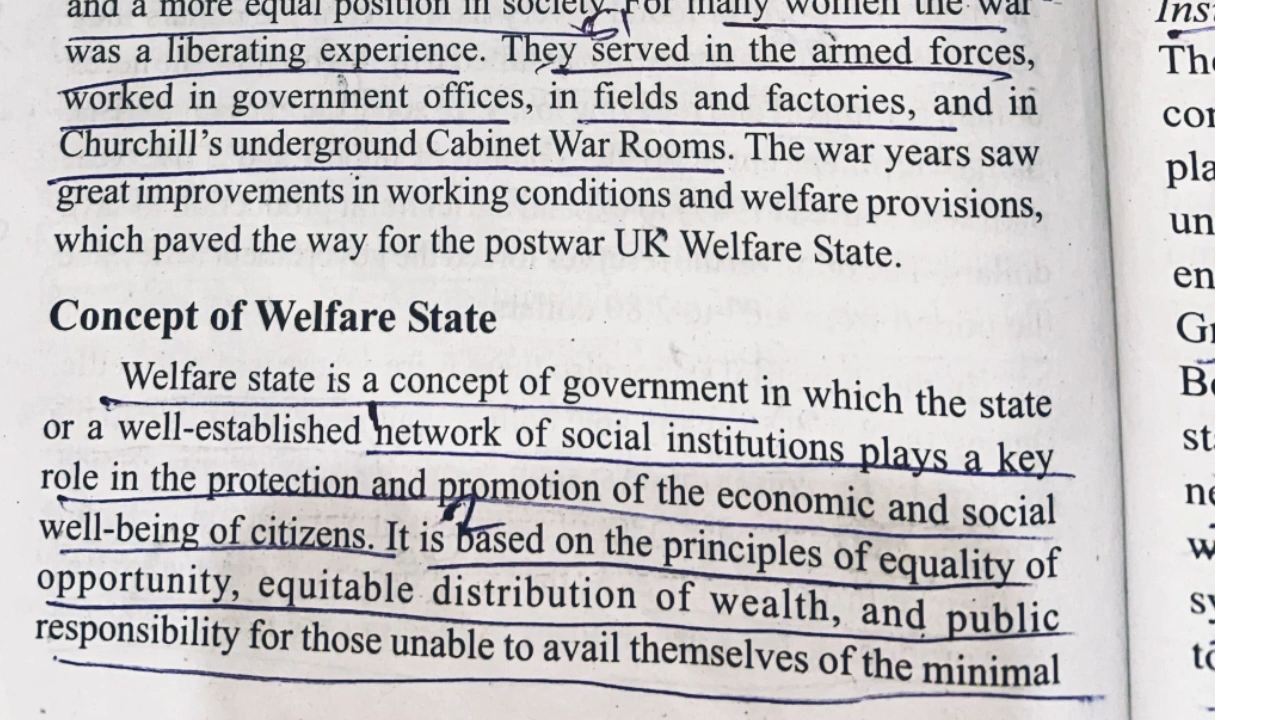 and a more equal position in society. For many women the war
was a liberating experience. They served in the armed forces,
worked in government offices, in fields and factories, and in
Churchill's underground Cabinet War Rooms. The war years saw
great improvements in working conditions and welfare provisions,
which paved the way for the postwar UK Welfare State.
Concept of Welfare State
Welfare state is a concept of government in which the state
or a well-established network of social institutions plays a key
role in the protection and promotion of the economic and social
well-being of citizens. It is based on the principles of equality of
opportunity, equitable distribution of wealth, and public
responsibility for those unable to avail themselves of the minimal